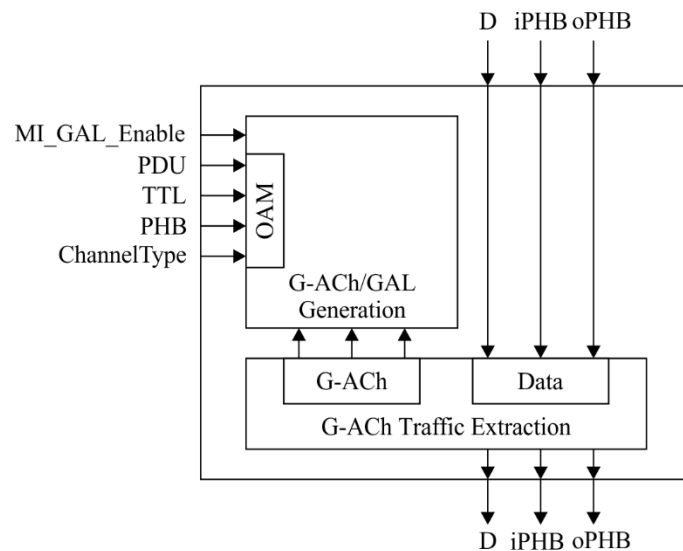 D iPHB oPHB
MI_GAL_Enable
PDU
TTL
PHB
ChannelType
OAM
G-ACh/GAL
Generation
G-ACh
Data
G-ACh Traffic Extraction
D iPHB oPHB